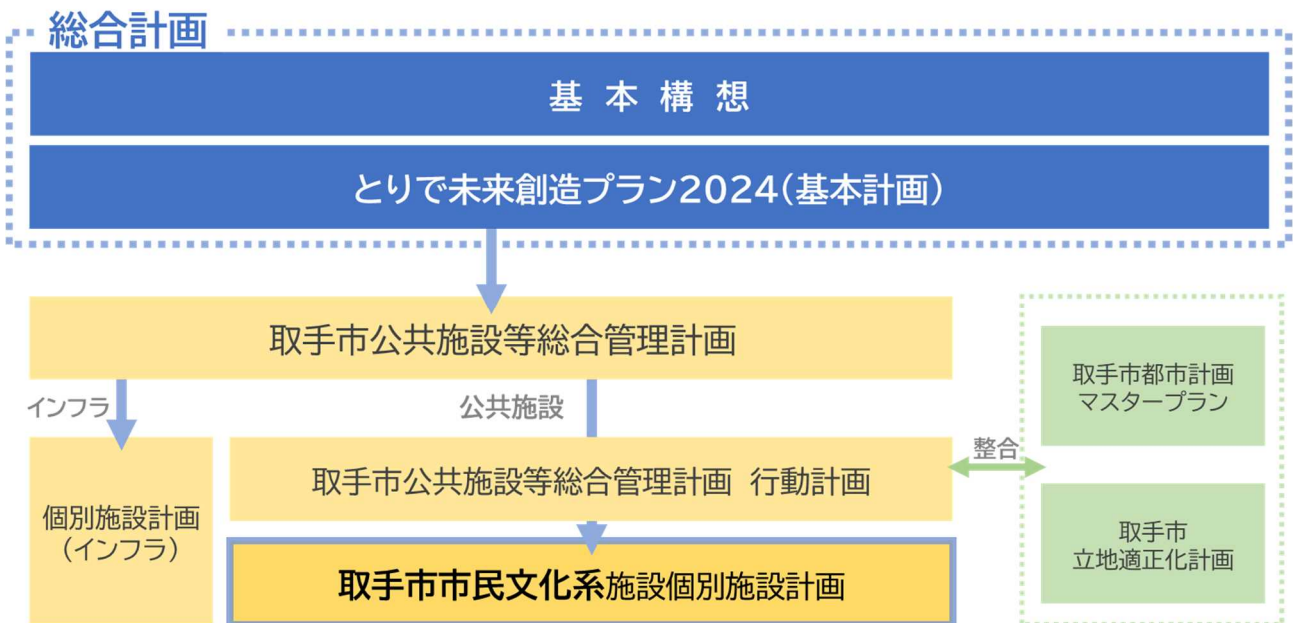 総合計画
基本構想
とりで未来創造プラン2024(基本計画)
取手市公共施設等総合管理計画
インフラ
公共施設
個別施設計画
(インフラ)
取手市公共施設等総合管理計画 行動計画
取手市市民文化系施設個別施設計画
整合
取手市都市計画
マスタープラン
取手市
立地適正化計画